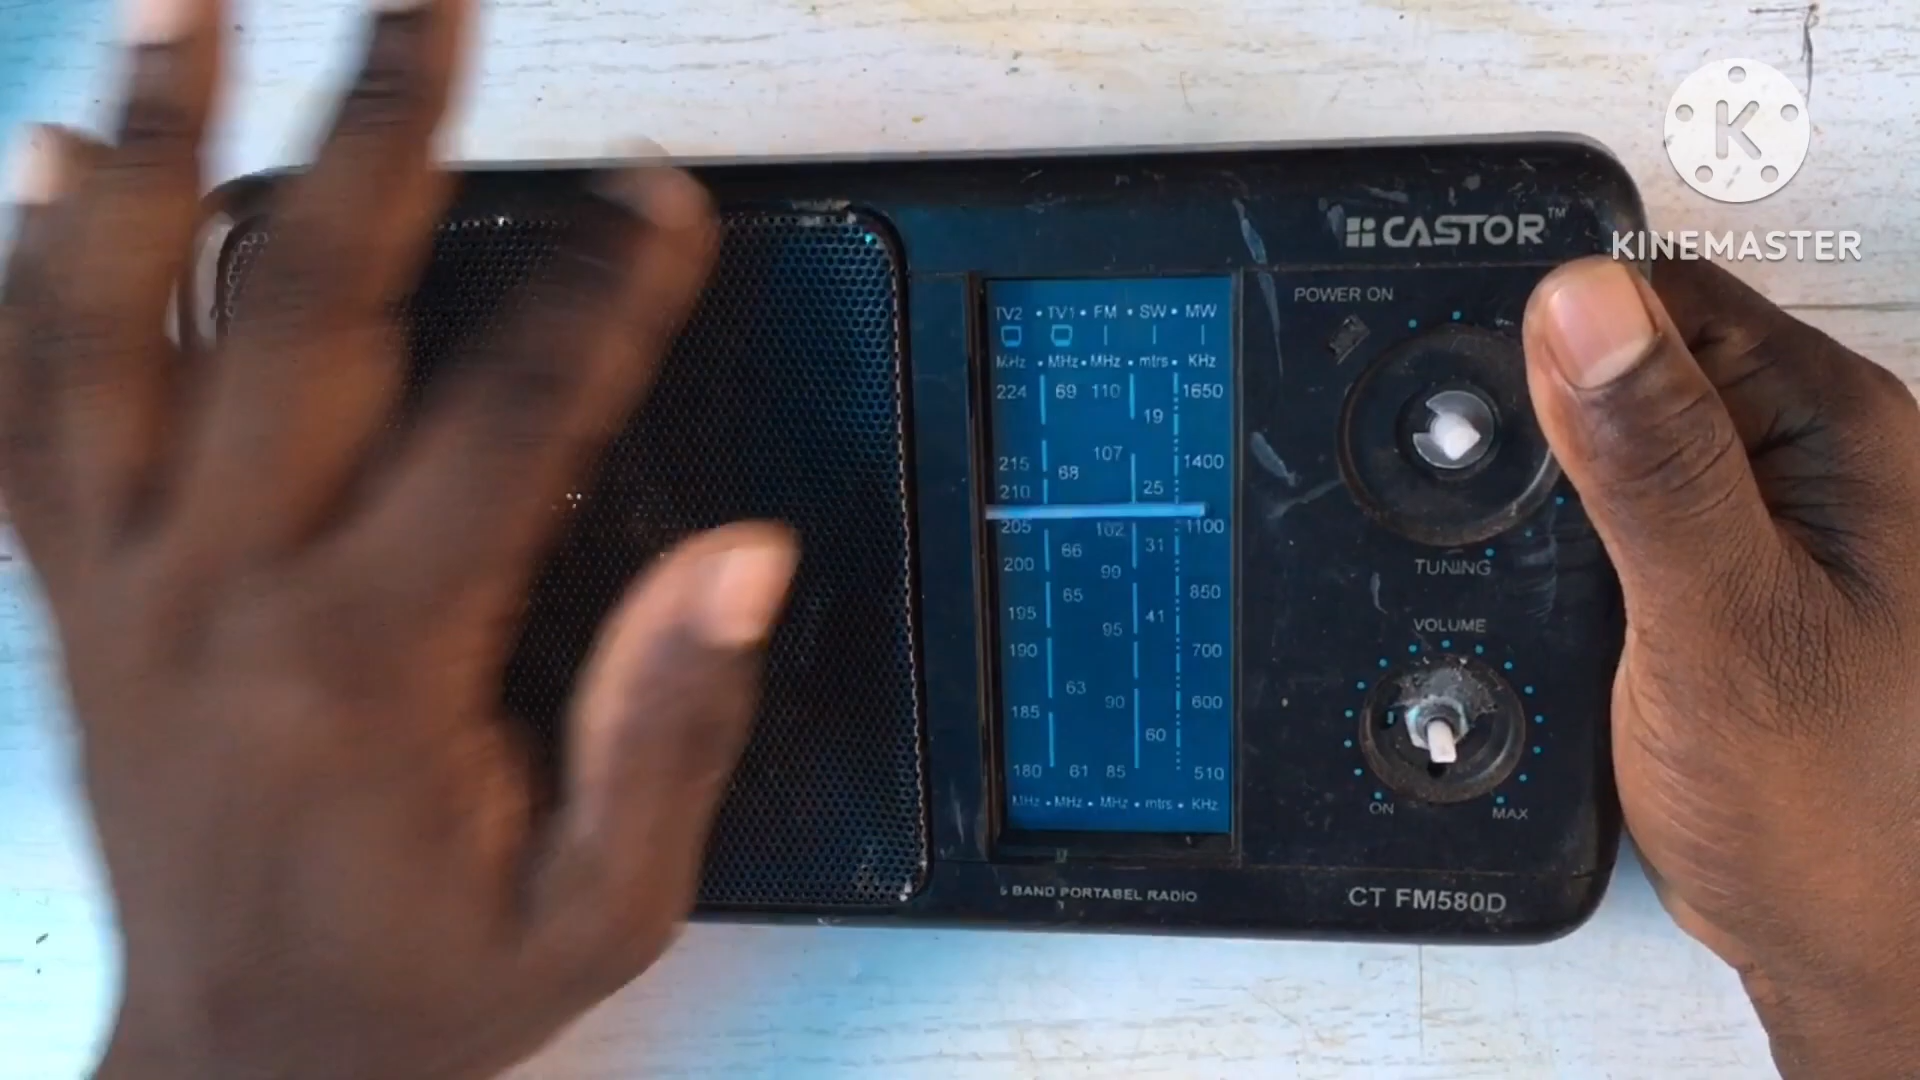 CASTOR™
KINEMASTER
POWER ON
TV2 • TV1 • FM • SW • MW
MHz • MHz • MHz • mtrs • KHz
224 69 110 1650
19
107
215 68 1400
210 25
205 102 1100
66 31
200 99
65 850
195 41
95
190 700
63
185 90 600
60
180 61 85 510
MHz • MHz • MHz • mtrs • KHz
TUNING
VOLUME
ON MAX
BAND PORTABEL RADIO
CT FM580D